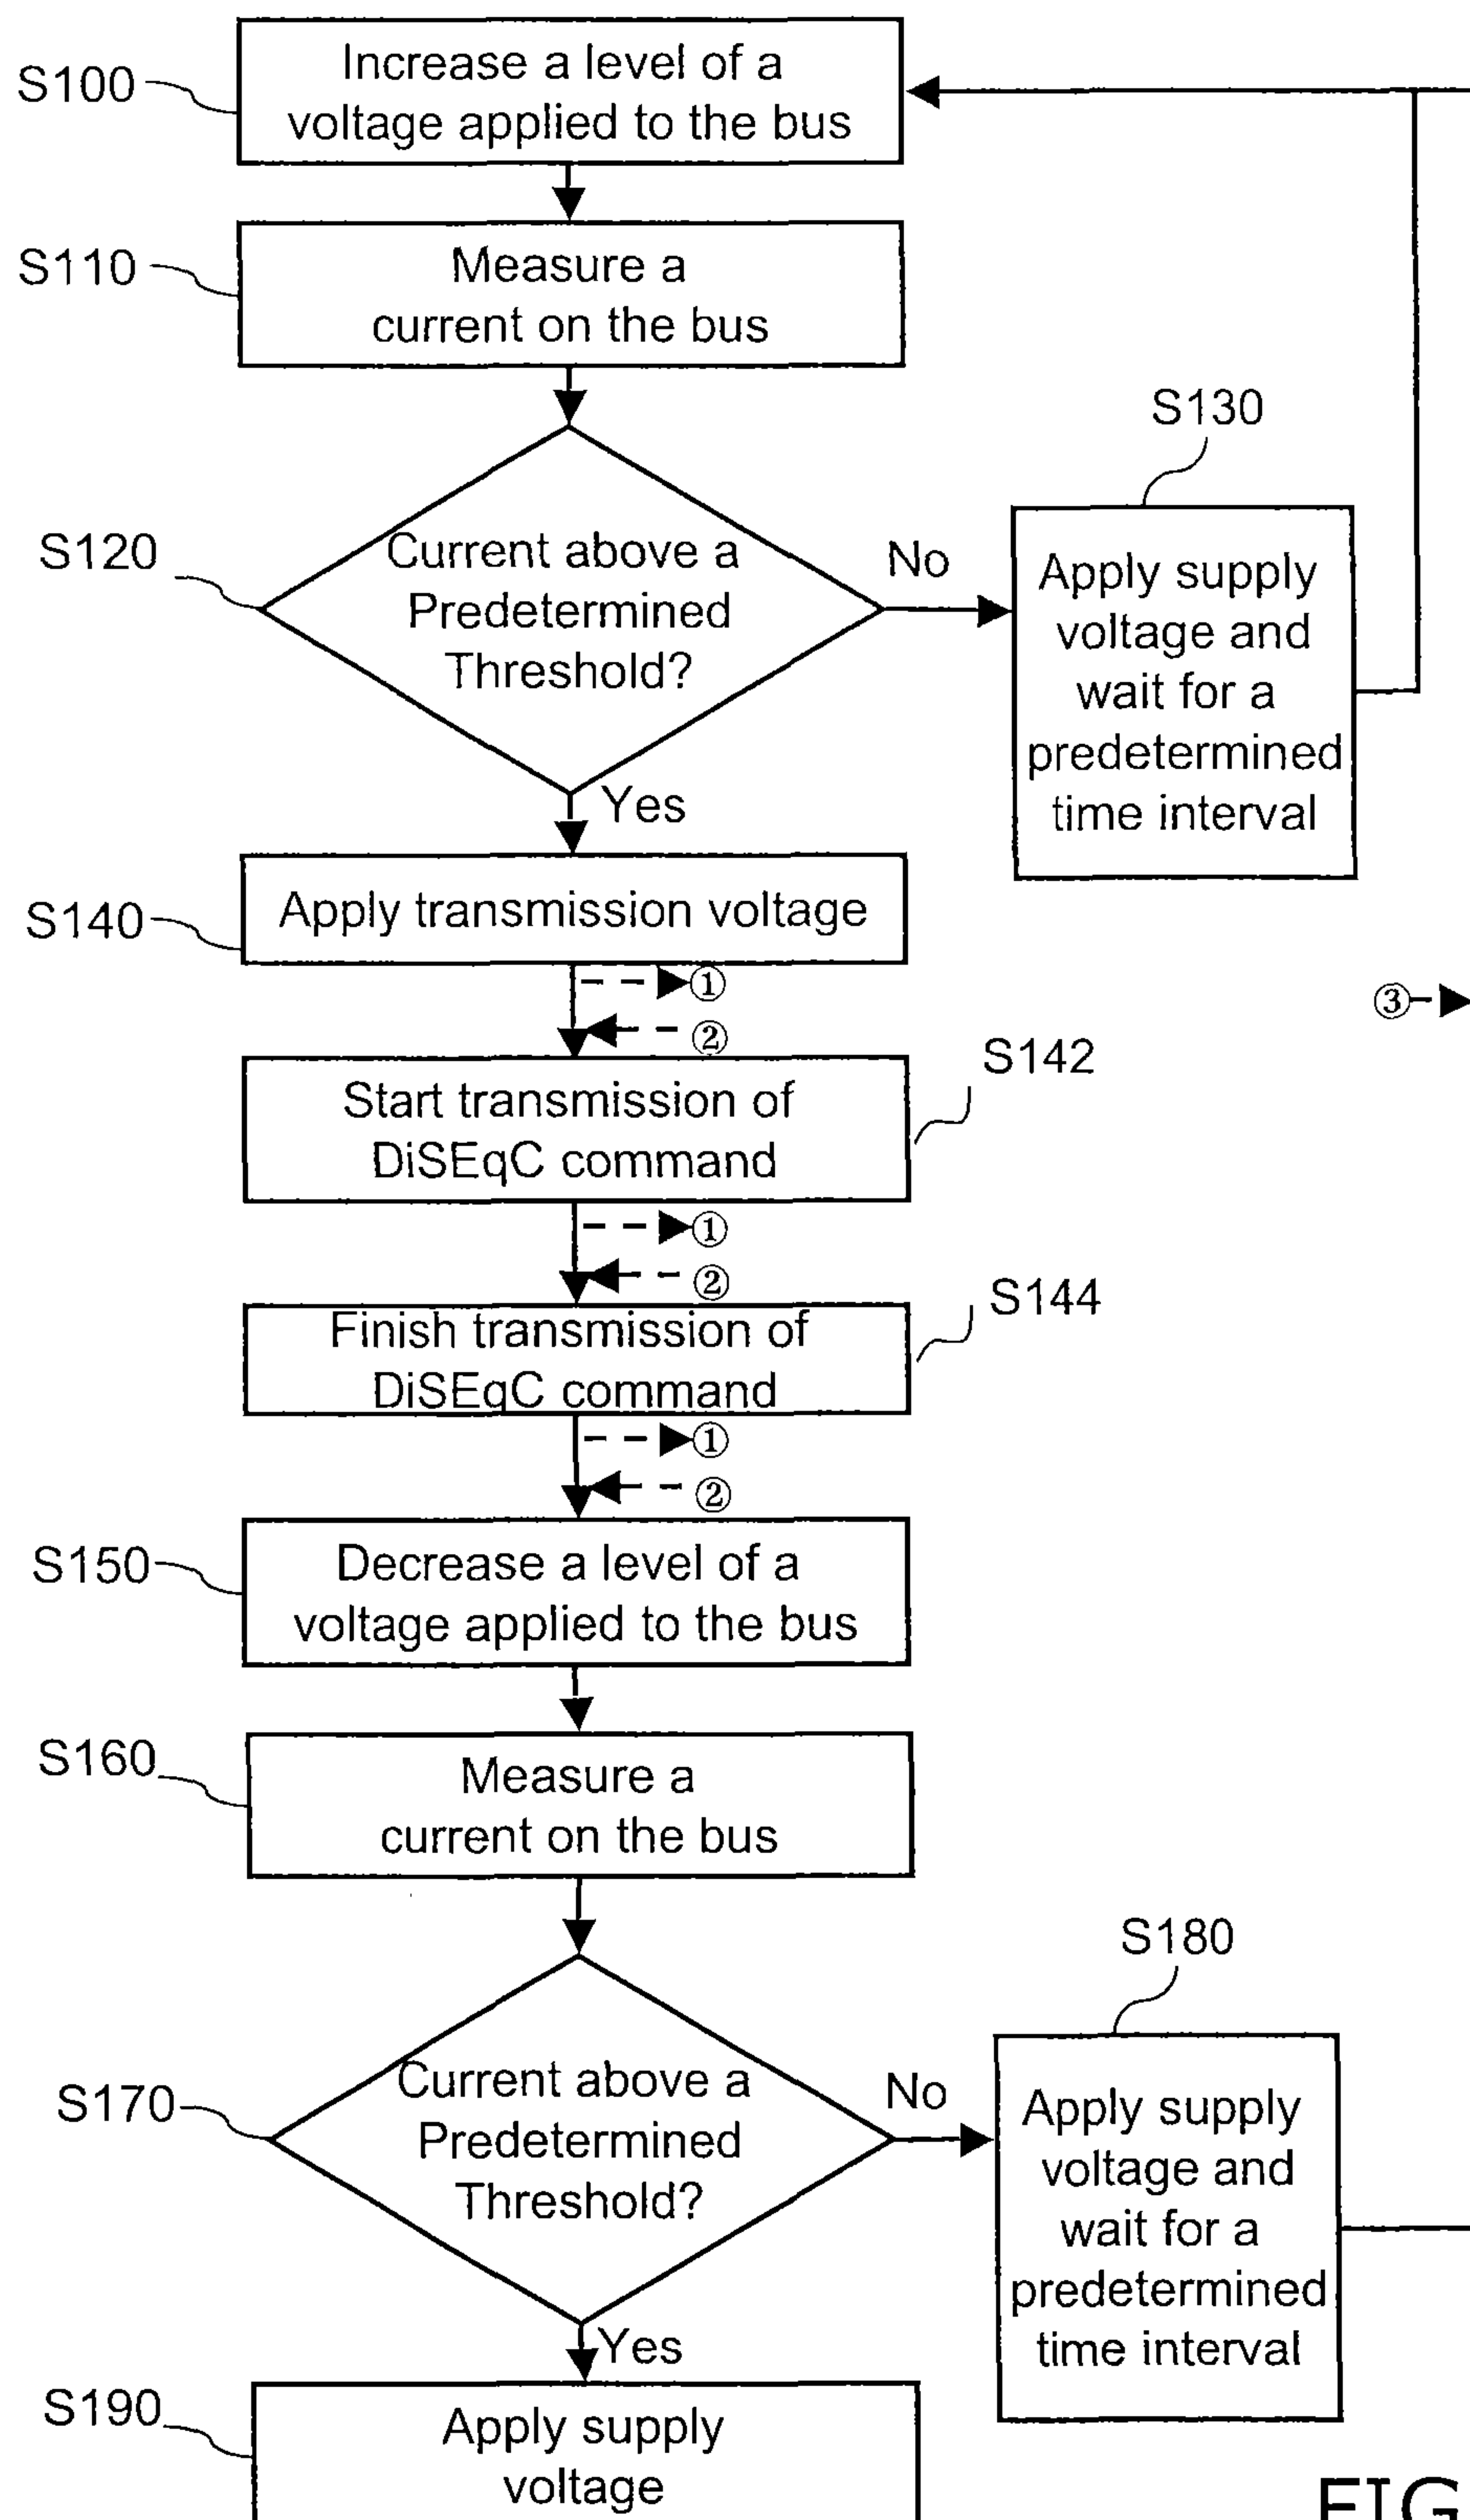 S100
Increase a level of a
voltage applied to the bus
S110
Measure a
current on the bus
S120
Current above a
Predetermined
Threshold?
No
S130
Apply supply
voltage and
wait for a
predetermined
time interval
Yes
S140
Apply transmission voltage
①
②
③
S142
Start transmission of
DiSEqC command
①
②
S144
Finish transmission of
DiSEqC command
①
②
S150
Decrease a level of a
voltage applied to the bus
S160
Measure a
current on the bus
S170
Current above a
Predetermined
Threshold?
No
S180
Apply supply
voltage and
wait for a
predetermined
time interval
Yes
S190
Apply supply
voltage
FIG